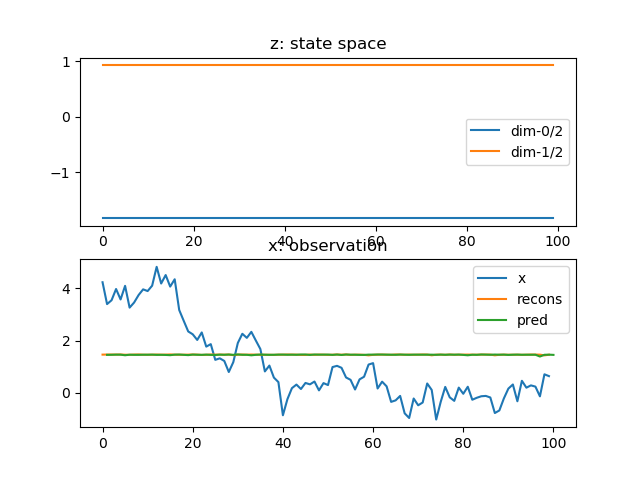 z: state space
1
0
−1
dim-0/2
dim-1/2
0 20 40 60 80 100
x: observation
4
2
0
x
recons
pred
0 20 40 60 80 100